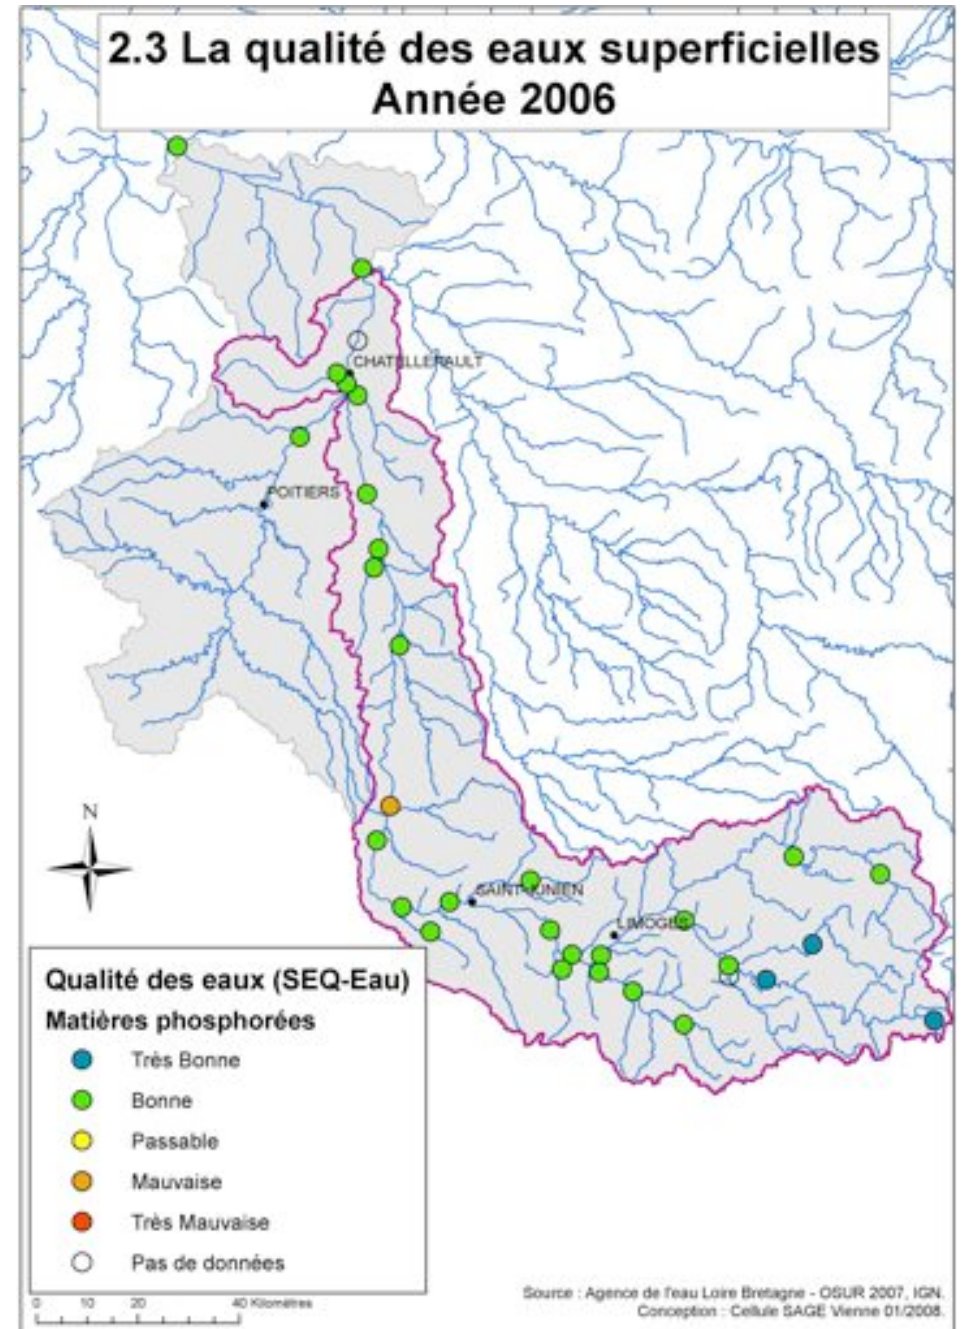 2.3 La qualité des eaux superficielles
Année 2006
CHATELLERAULT
POITIERS
N
SAINT-JUNIEN
LIMOGES
Qualité des eaux (SEQ-Eau)
Matières phosphorées
Très Bonne
Bonne
Passable
Mauvaise
Très Mauvaise
Pas de données
0 10 20 40 Kilomètres
Source : Agence de l'eau Loire Bretagne - OSUR 2007, IGN.
Conception : Cellule SAGE Vienne 01/2008.